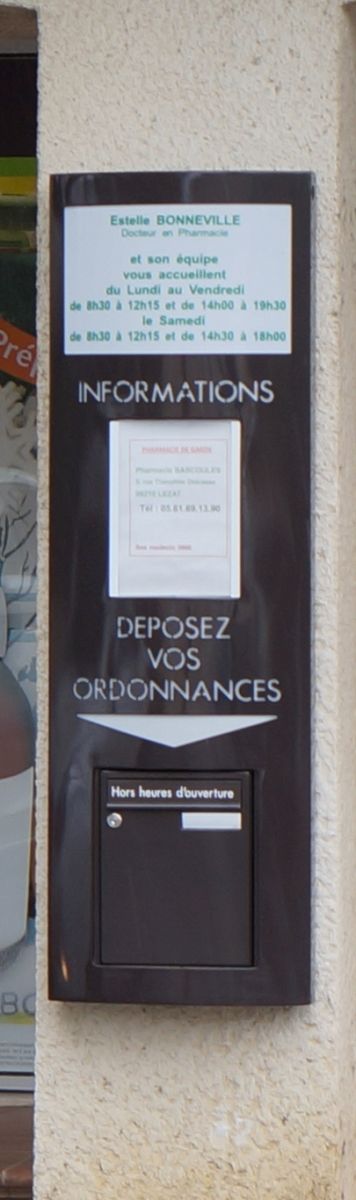 Estelle BONNEVILLE
Docteur en Pharmacie
et son équipe
vous accueillent
du Lundi au Vendredi
de 8h30 à 12h15 et de 14h00 à 19h30
le Samedi
de 8h30 à 12h15 et de 14h30 à 18h00
INFORMATIONS
PHARMACIE DE GARDE
Pharmacie
09210 LEZAT
Tél : 05.61.69.13.90
DEPOSEZ
VOS
ORDONNANCES
Hors heures d'ouverture
Pré